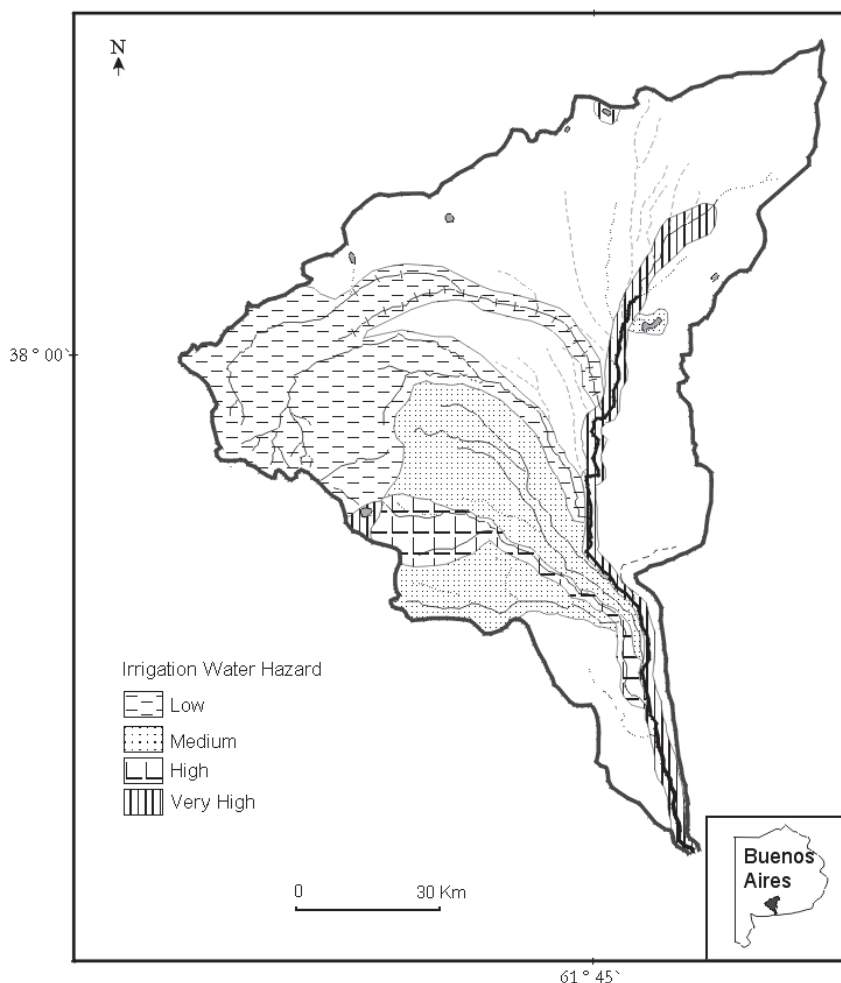 N
38 ° 00`
Irrigation Water Hazard
Low
Medium
High
Very High
0 30 Km
Buenos
Aires
61 ° 45`